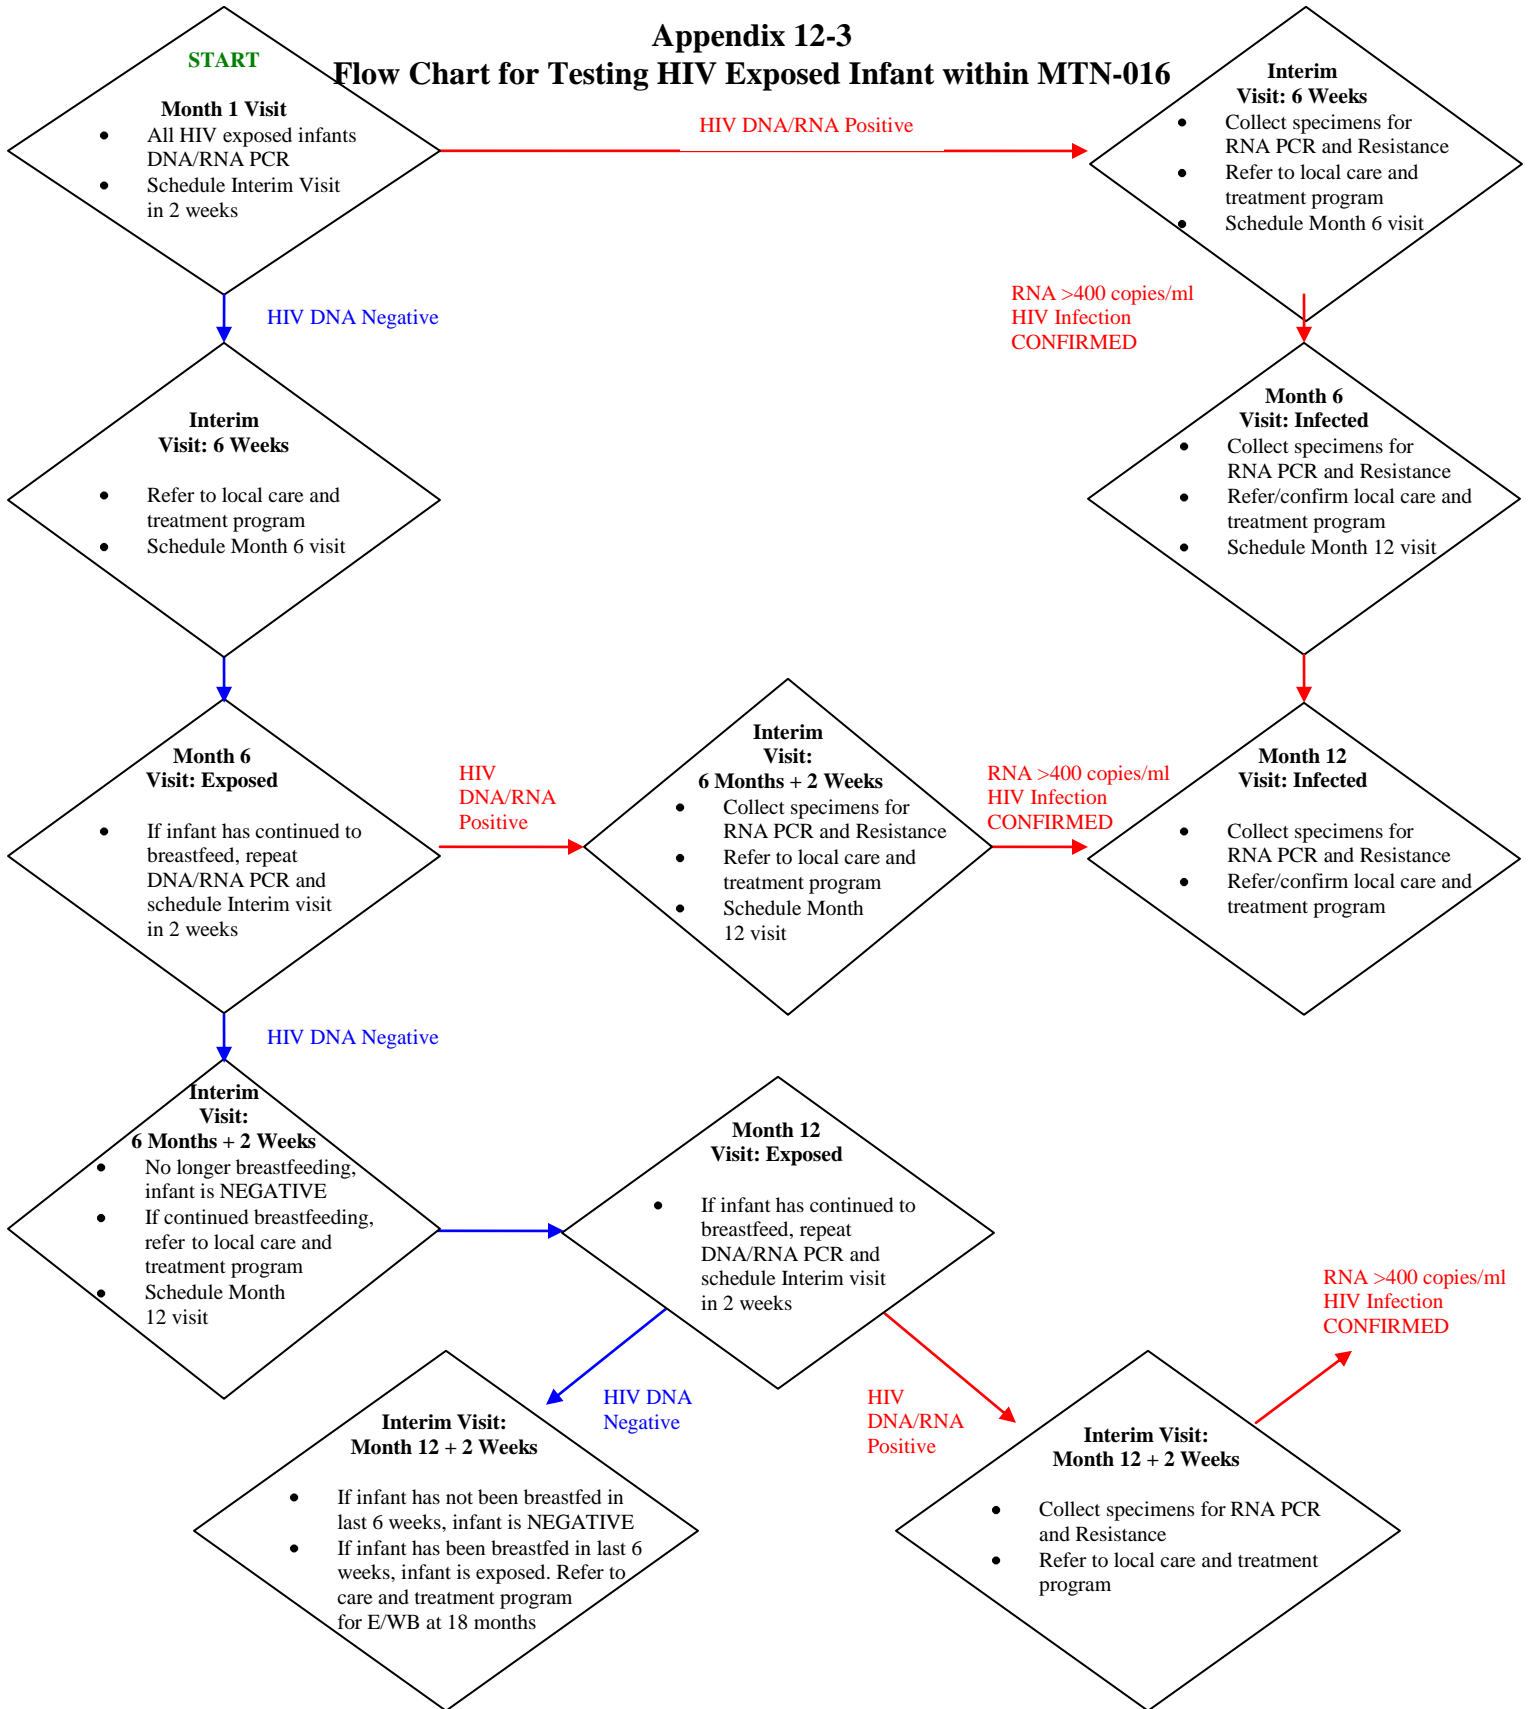 Appendix 12-3
Flow Chart for Testing HIV Exposed Infant within MTN-016
START
Month 1 Visit
• All HIV exposed infants
DNA/RNA PCR
• Schedule Interim Visit
in 2 weeks
HIV DNA/RNA Positive
Interim
Visit: 6 Weeks
• Collect specimens for
RNA PCR and Resistance
• Refer to local care and
treatment program
• Schedule Month 6 visit
HIV DNA Negative
RNA >400 copies/ml
HIV Infection
CONFIRMED
Interim
Visit: 6 Weeks
• Refer to local care and
treatment program
• Schedule Month 6 visit
Month 6
Visit: Infected
• Collect specimens for
RNA PCR and Resistance
• Refer/confirm local care and
treatment program
• Schedule Month 12 visit
Month 6
Visit: Exposed
• If infant has continued to
breastfeed, repeat
DNA/RNA PCR and
schedule Interim visit
in 2 weeks
HIV
DNA/RNA
Positive
Interim
Visit:
6 Months + 2 Weeks
• Collect specimens for
RNA PCR and Resistance
• Refer to local care and
treatment program
• Schedule Month
12 visit
RNA >400 copies/ml
HIV Infection
CONFIRMED
Month 12
Visit: Infected
• Collect specimens for
RNA PCR and Resistance
• Refer/confirm local care and
treatment program
HIV DNA Negative
Interim
Visit:
6 Months + 2 Weeks
• No longer breastfeeding,
infant is NEGATIVE
• If continued breastfeeding,
refer to local care and
treatment program
• Schedule Month
12 visit
Month 12
Visit: Exposed
• If infant has continued to
breastfeed, repeat
DNA/RNA PCR and
schedule Interim visit
in 2 weeks
RNA >400 copies/ml
HIV Infection
CONFIRMED
HIV DNA
Negative
HIV
DNA/RNA
Positive
Interim Visit:
Month 12 + 2 Weeks
• If infant has not been breastfed in
last 6 weeks, infant is NEGATIVE
• If infant has been breastfed in last 6
weeks, infant is exposed. Refer to
care and treatment program
for E/WB at 18 months
Interim Visit:
Month 12 + 2 Weeks
• Collect specimens for RNA PCR
and Resistance
• Refer to local care and treatment
program